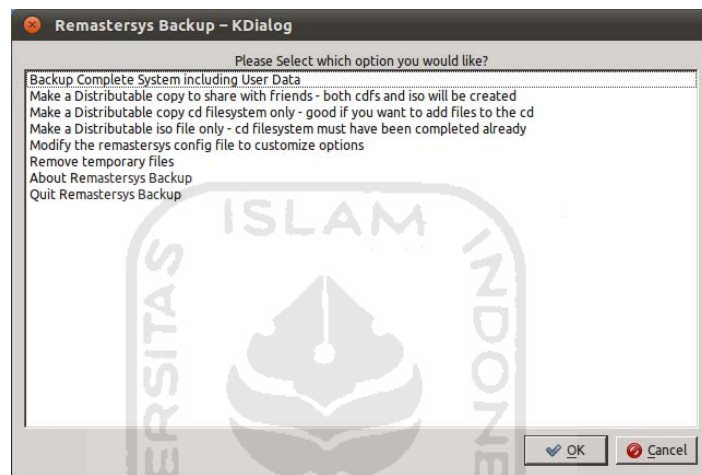 Remastersys Backup – KDialog
Please Select which option you would like?
Backup Complete System including User Data
Make a Distributable copy to share with friends - both cdfs and iso will be created
Make a Distributable copy cd filesystem only - good if you want to add files to the cd
Make a Distributable iso file only - cd filesystem must have been completed already
Modify the remastersys config file to customize options
Remove temporary files
About Remastersys Backup
Quit Remastersys Backup
ISLAM
ERSITAS
INDONE
OK
Cancel